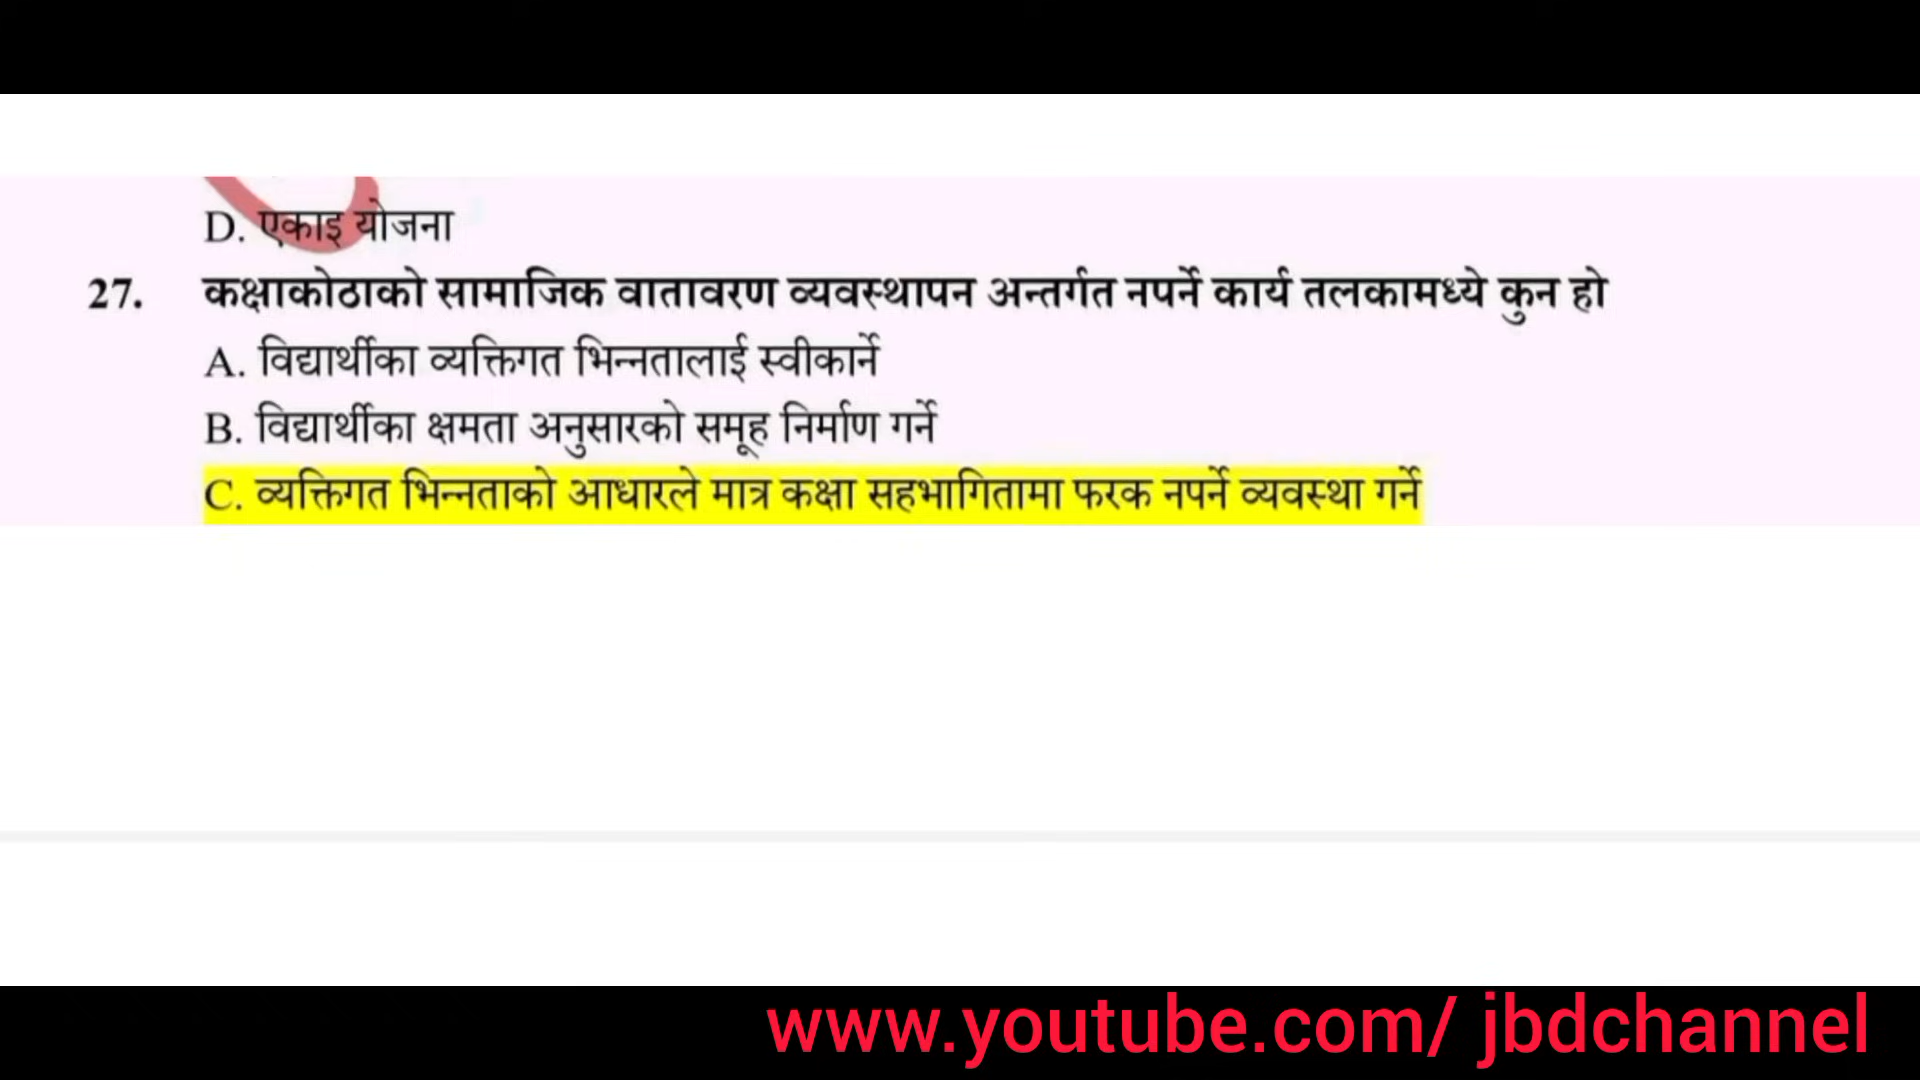 D. एकाइ योजना
27. कक्षाकोठाको सामाजिक वातावरण व्यवस्थापन अन्तर्गत नपर्ने कार्य तलकामध्ये कुन हो
A. विद्यार्थीका व्यक्तिगत भिन्नतालाई स्वीकार्ने
B. विद्यार्थीका क्षमता अनुसारको समूह निर्माण गर्ने
C. व्यक्तिगत भिन्नताको आधारले मात्र कक्षा सहभागितामा फरक नपर्ने व्यवस्था गर्ने
www.youtube.com/ jbdchannel